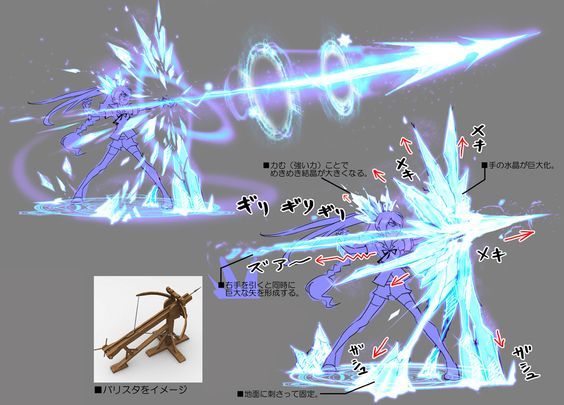 ■力む（強い力）ことで
めきめき結晶が大きくなる。
メキ
メキ
■手の水晶が巨大化。
ギリ ギリ ギリ
メキ
ズアー
■右手を引くと同時に
巨大な矢を形成する。
ザシュ
ザシュ
■バリスタをイメージ
■地面に刺さって固定。